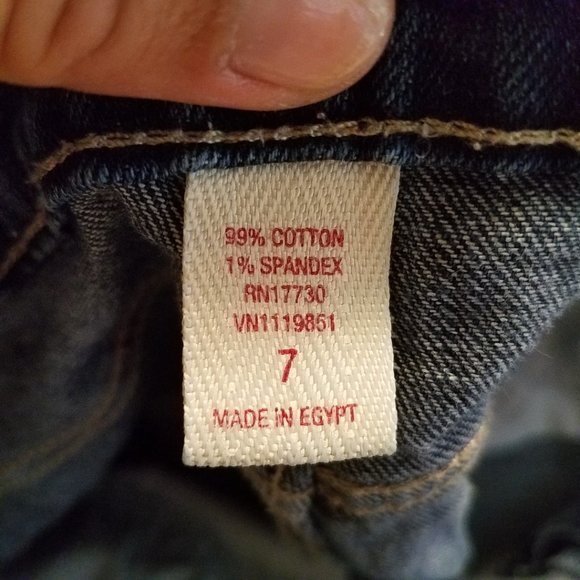 99% COTTON
1% SPANDEX
RN17730
VN1119851
7
MADE IN EGYPT